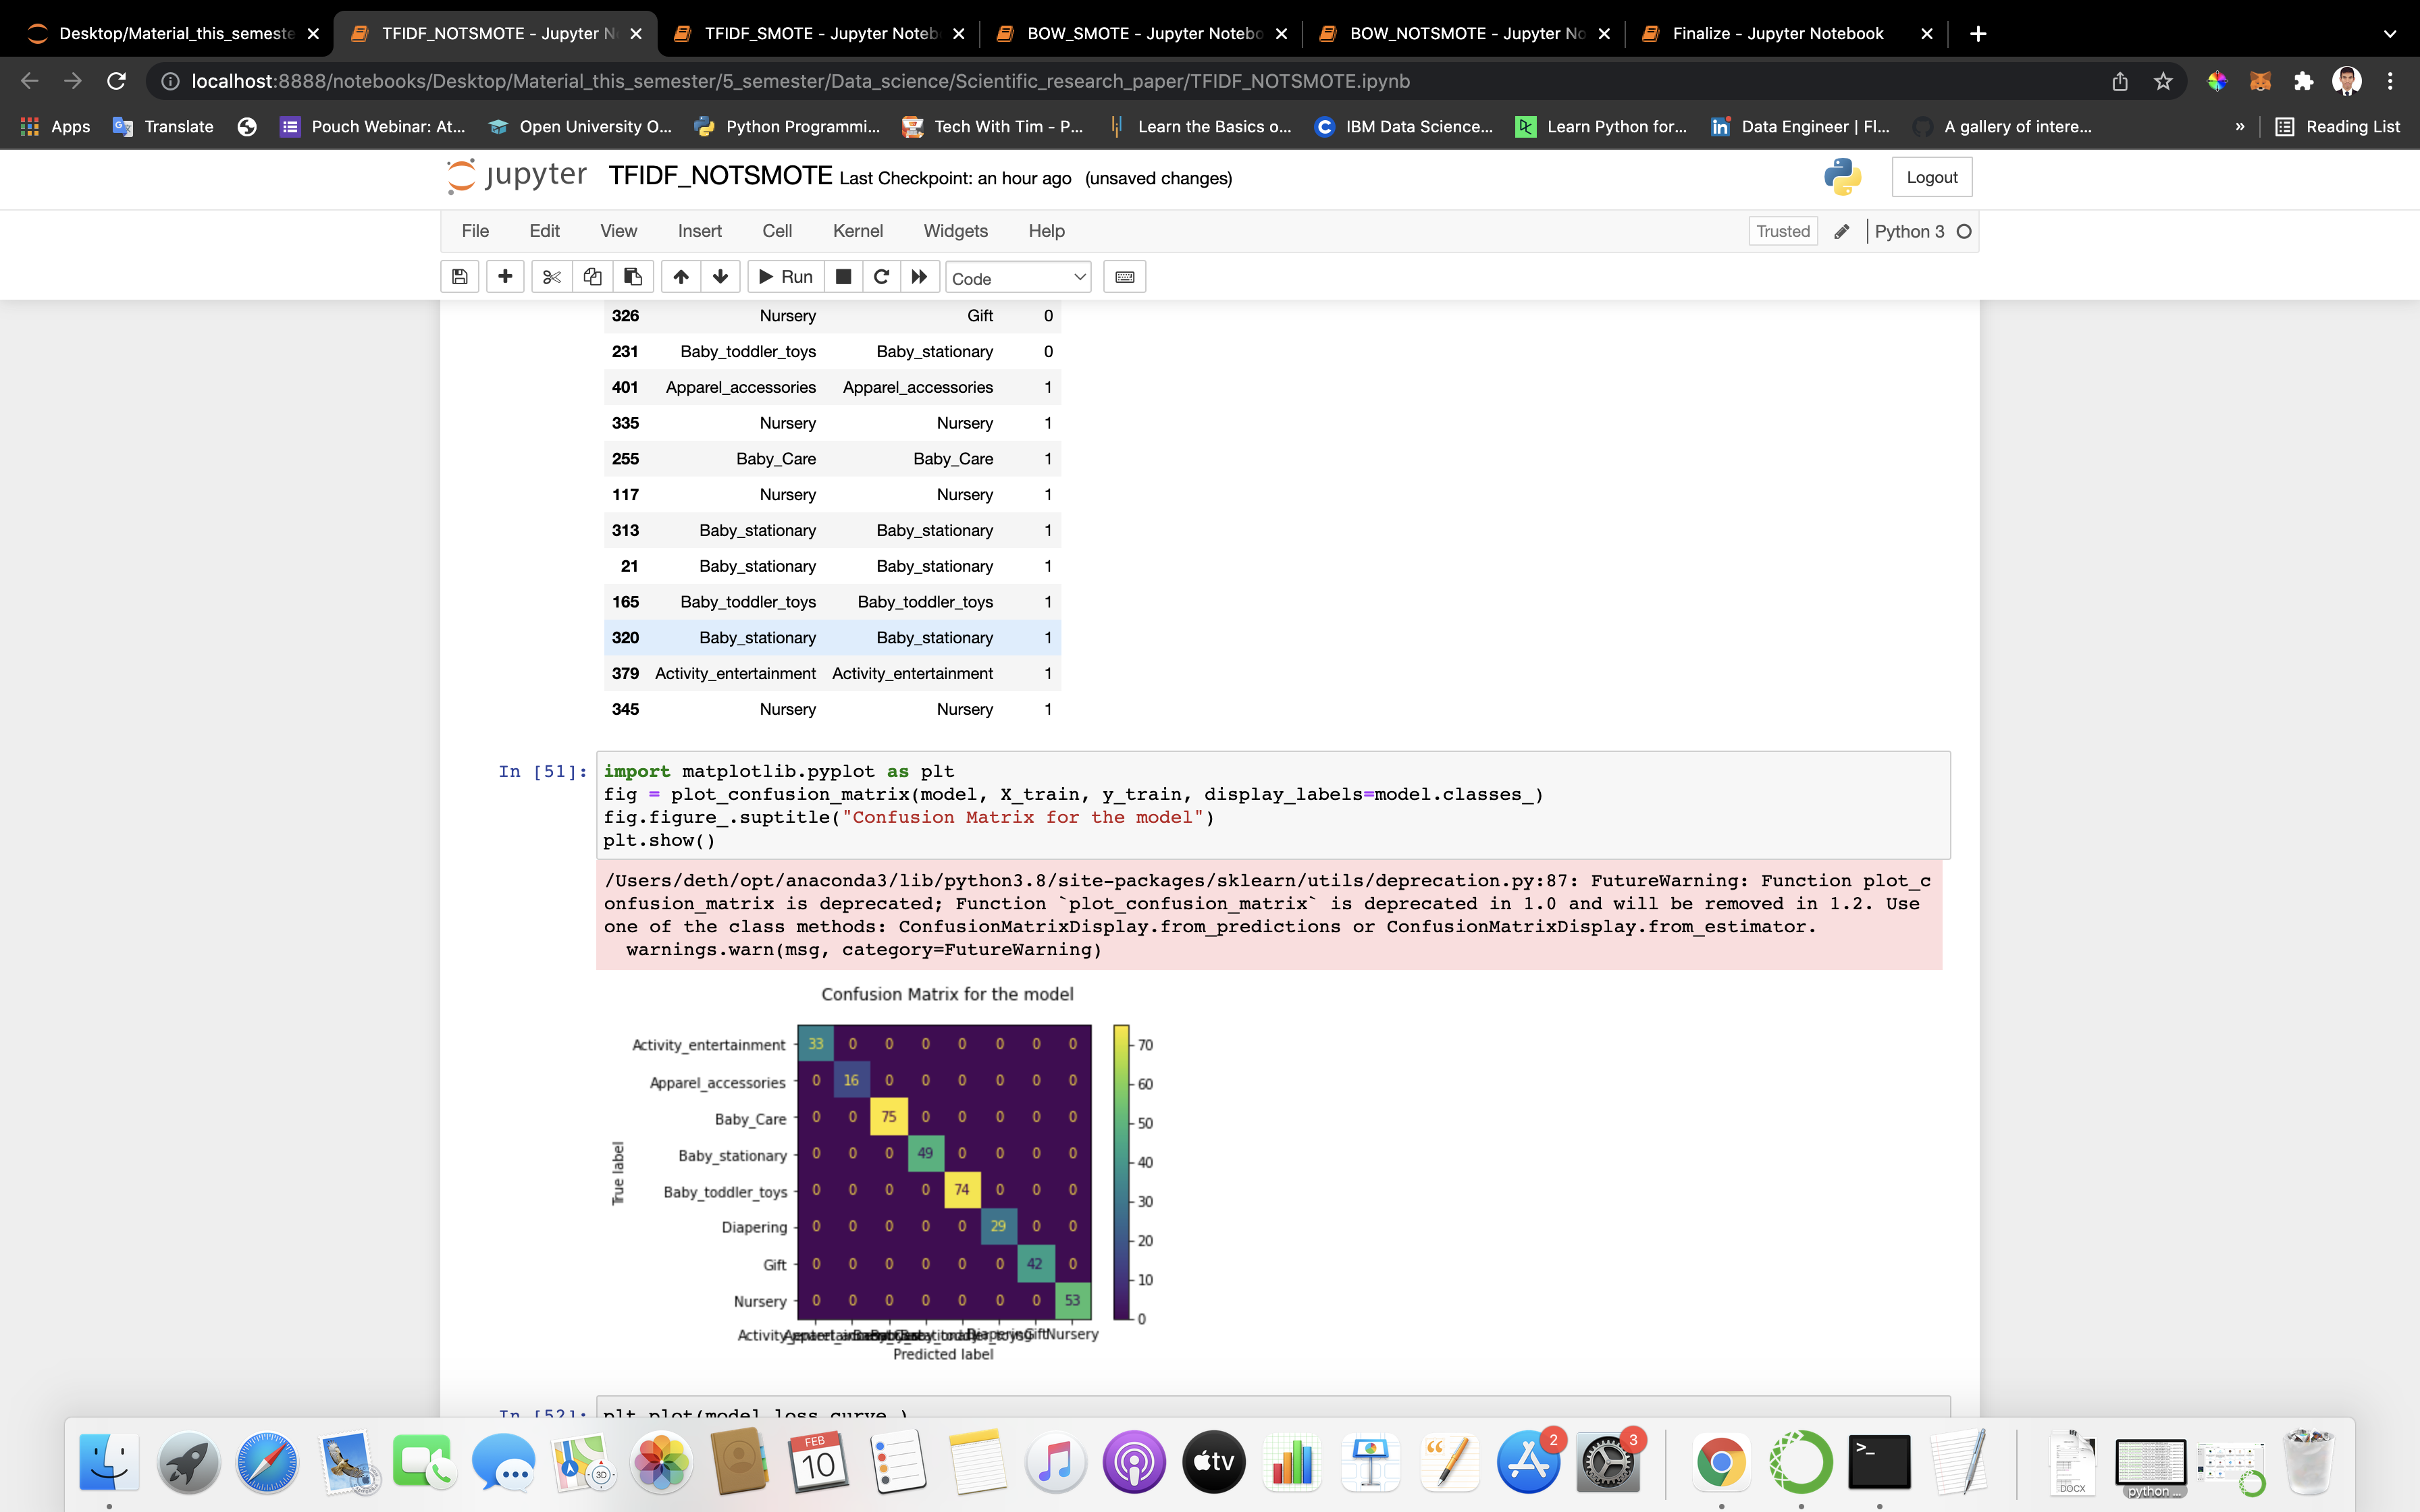 Desktop/Material_this_semeste
TFIDF_NOTSMOTE - Jupyter N
TFIDF_SMOTE - Jupyter Noteb
BOW_SMOTE - Jupyter Notebo
BOW_NOTSMOTE - Jupyter No
Finalize - Jupyter Notebook
localhost:8888/notebooks/Desktop/Material_this_semester/5_semester/Data_science/Scientific_research_paper/TFIDF_NOTSMOTE.ipynb
Apps Translate Pouch Webinar: At... Open University O... Python Programmi... Tech With Tim - P... Learn the Basics o... IBM Data Science... Learn Python for... Data Engineer | Fl... A gallery of intere... » Reading List
jupyter TFIDF_NOTSMOTE Last Checkpoint: an hour ago (unsaved changes) Logout
File Edit View Insert Cell Kernel Widgets Help Trusted Python 3
Run Code
326 Nursery Gift 0
231 Baby_toddler_toys Baby_stationary 0
401 Apparel_accessories Apparel_accessories 1
335 Nursery Nursery 1
255 Baby_Care Baby_Care 1
117 Nursery Nursery 1
313 Baby_stationary Baby_stationary 1
21 Baby_stationary Baby_stationary 1
165 Baby_toddler_toys Baby_toddler_toys 1
320 Baby_stationary Baby_stationary 1
379 Activity_entertainment Activity_entertainment 1
345 Nursery Nursery 1
In [51]: import matplotlib.pyplot as plt
fig = plot_confusion_matrix(model, X_train, y_train, display_labels=model.classes_)
fig.figure_.suptitle("Confusion Matrix for the model")
plt.show()
/Users/deth/opt/anaconda3/lib/python3.8/site-packages/sklearn/utils/deprecation.py:87: FutureWarning: Function plot_c
onfusion_matrix is deprecated; Function `plot_confusion_matrix` is deprecated in 1.0 and will be removed in 1.2. Use
one of the class methods: ConfusionMatrixDisplay.from_predictions or ConfusionMatrixDisplay.from_estimator.
warnings.warn(msg, category=FutureWarning)
Confusion Matrix for the model
Activity_entertainment 33 0 0 0 0 0 0 0
Apparel_accessories 0 16 0 0 0 0 0 0
Baby_Care 0 0 75 0 0 0 0 0
Baby_stationary 0 0 0 49 0 0 0 0
Baby_toddler_toys 0 0 0 0 74 0 0 0
Diapering 0 0 0 0 0 29 0 0
Gift 0 0 0 0 0 0 42 0
Nursery 0 0 0 0 0 0 0 53
True label
70
60
50
40
30
20
10
0
Gift Nursery
Predicted label
In [52]: plt.plot(model.loss_curve_)
FEB
10
3D
tv
2
3
>_
DOCX
python ...